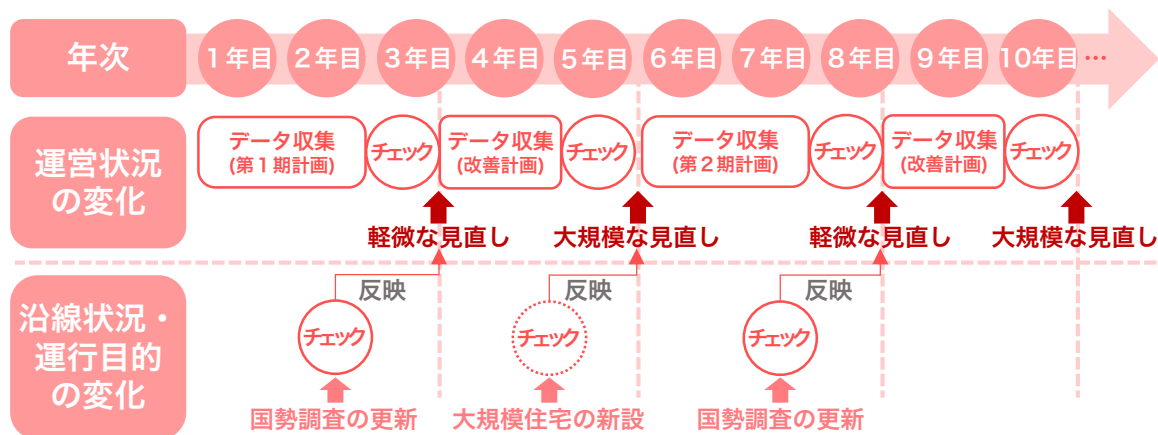 年次
1年目 2年目 3年目 4年目 5年目 6年目 7年目 8年目 9年目 10年目 …
運営状況
の変化
データ収集
(第1期計画)
チェック
データ収集
(改善計画)
チェック
データ収集
(第2期計画)
チェック
データ収集
(改善計画)
チェック
軽微な見直し 大規模な見直し 軽微な見直し 大規模な見直し
沿線状況・
運行目的
の変化
反映 反映 反映
チェック チェック チェック
国勢調査の更新 大規模住宅の新設 国勢調査の更新